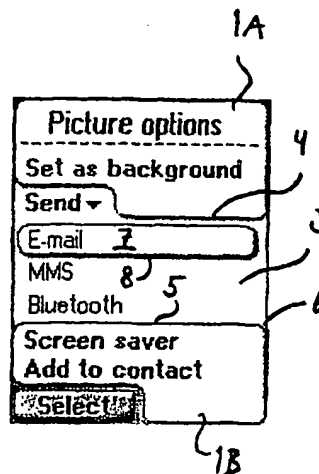 1A
Picture options
Set as background
4
Send ▾
E-mail 7
8
MMS
5
Bluetooth
Screen saver
Add to contact
Select
1B